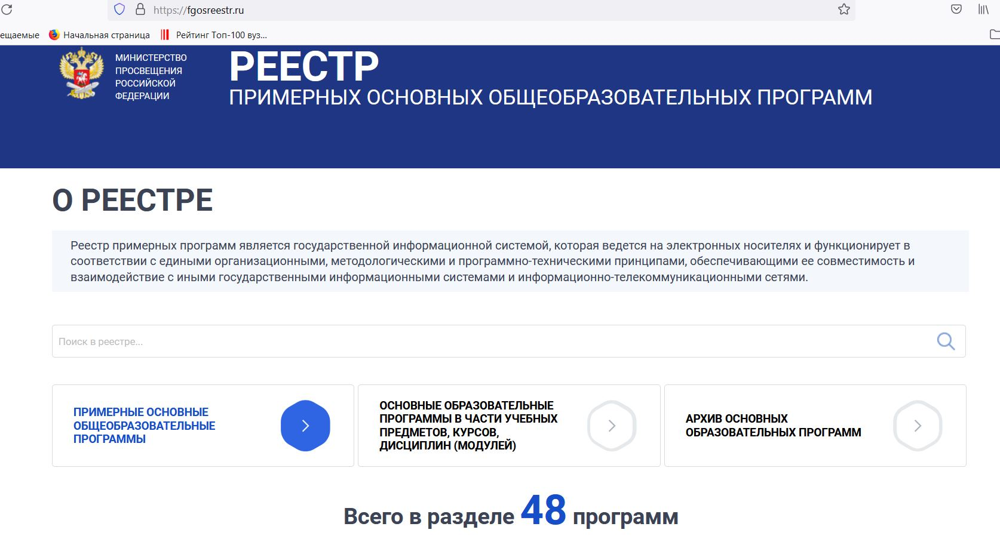 https://fgosreestr.ru
ещаемые Начальная страница Рейтинг Топ-100 вуз...
МИНИСТЕРСТВО
ПРОСВЕЩЕНИЯ
РОССИЙСКОЙ
ФЕДЕРАЦИИ
РЕЕСТР
ПРИМЕРНЫХ ОСНОВНЫХ ОБЩЕОБРАЗОВАТЕЛЬНЫХ ПРОГРАММ
О РЕЕСТРЕ
Реестр примерных программ является государственной информационной системой, которая ведется на электронных носителях и функционирует в
соответствии с едиными организационными, методологическими и программно-техническими принципами, обеспечивающими ее совместимость и
взаимодействие с иными государственными информационными системами и информационно-телекоммуникационными сетями.
Поиск в реестре...
ПРИМЕРНЫЕ ОСНОВНЫЕ
ОБЩЕОБРАЗОВАТЕЛЬНЫЕ
ПРОГРАММЫ
ОСНОВНЫЕ ОБРАЗОВАТЕЛЬНЫЕ
ПРОГРАММЫ В ЧАСТИ УЧЕБНЫХ
ПРЕДМЕТОВ, КУРСОВ,
ДИСЦИПЛИН (МОДУЛЕЙ)
АРХИВ ОСНОВНЫХ
ОБРАЗОВАТЕЛЬНЫХ ПРОГРАММ
Всего в разделе 48 программ